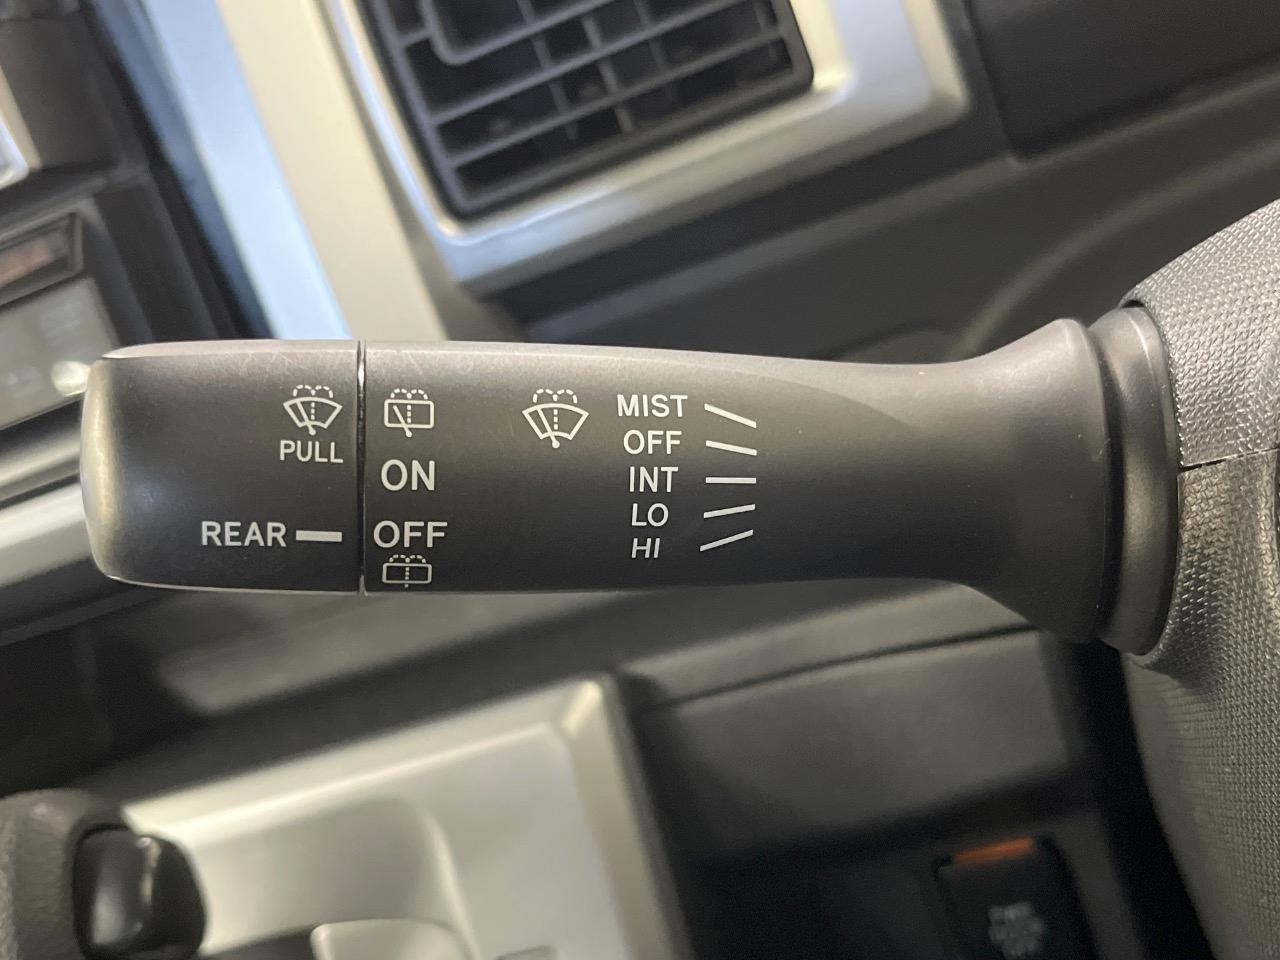 PULL
REAR
ON
OFF
MIST
OFF
INT
LO
HI